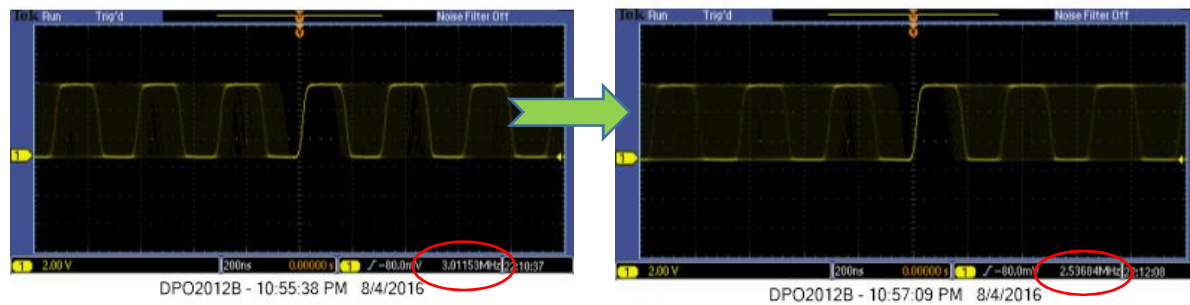 Tek Run Trig'd Noise Filter Off
1
1 2.00 V 200ns 0.00000 s 1 -80.0mV 3.01153MHz 22:10:37
DPO2012B - 10:55:38 PM 8/4/2016
Tek Run Trig'd Noise Filter Off
1
1 2.00 V 200ns 0.00000 s 1 -80.0mV 2.53684MHz 22:12:08
DPO2012B - 10:57:09 PM 8/4/2016